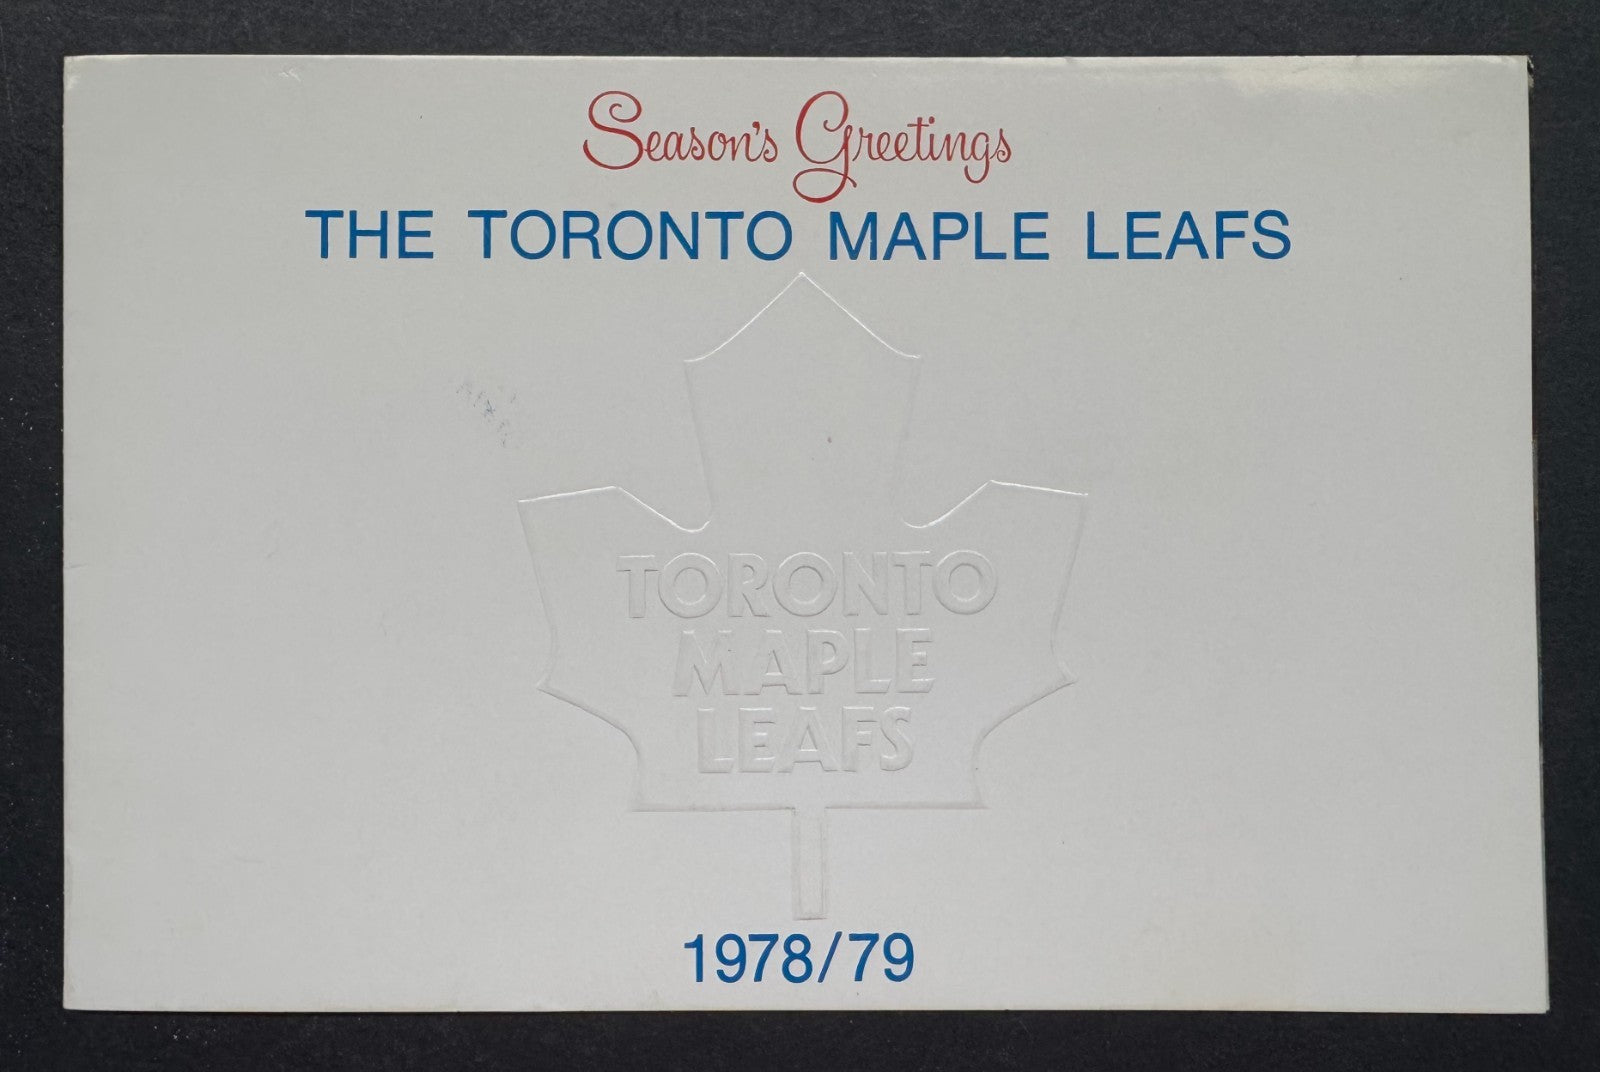 Season's Greetings
THE TORONTO MAPLE LEAFS
TORONTO
MAPLE
LEAFS
1978/79